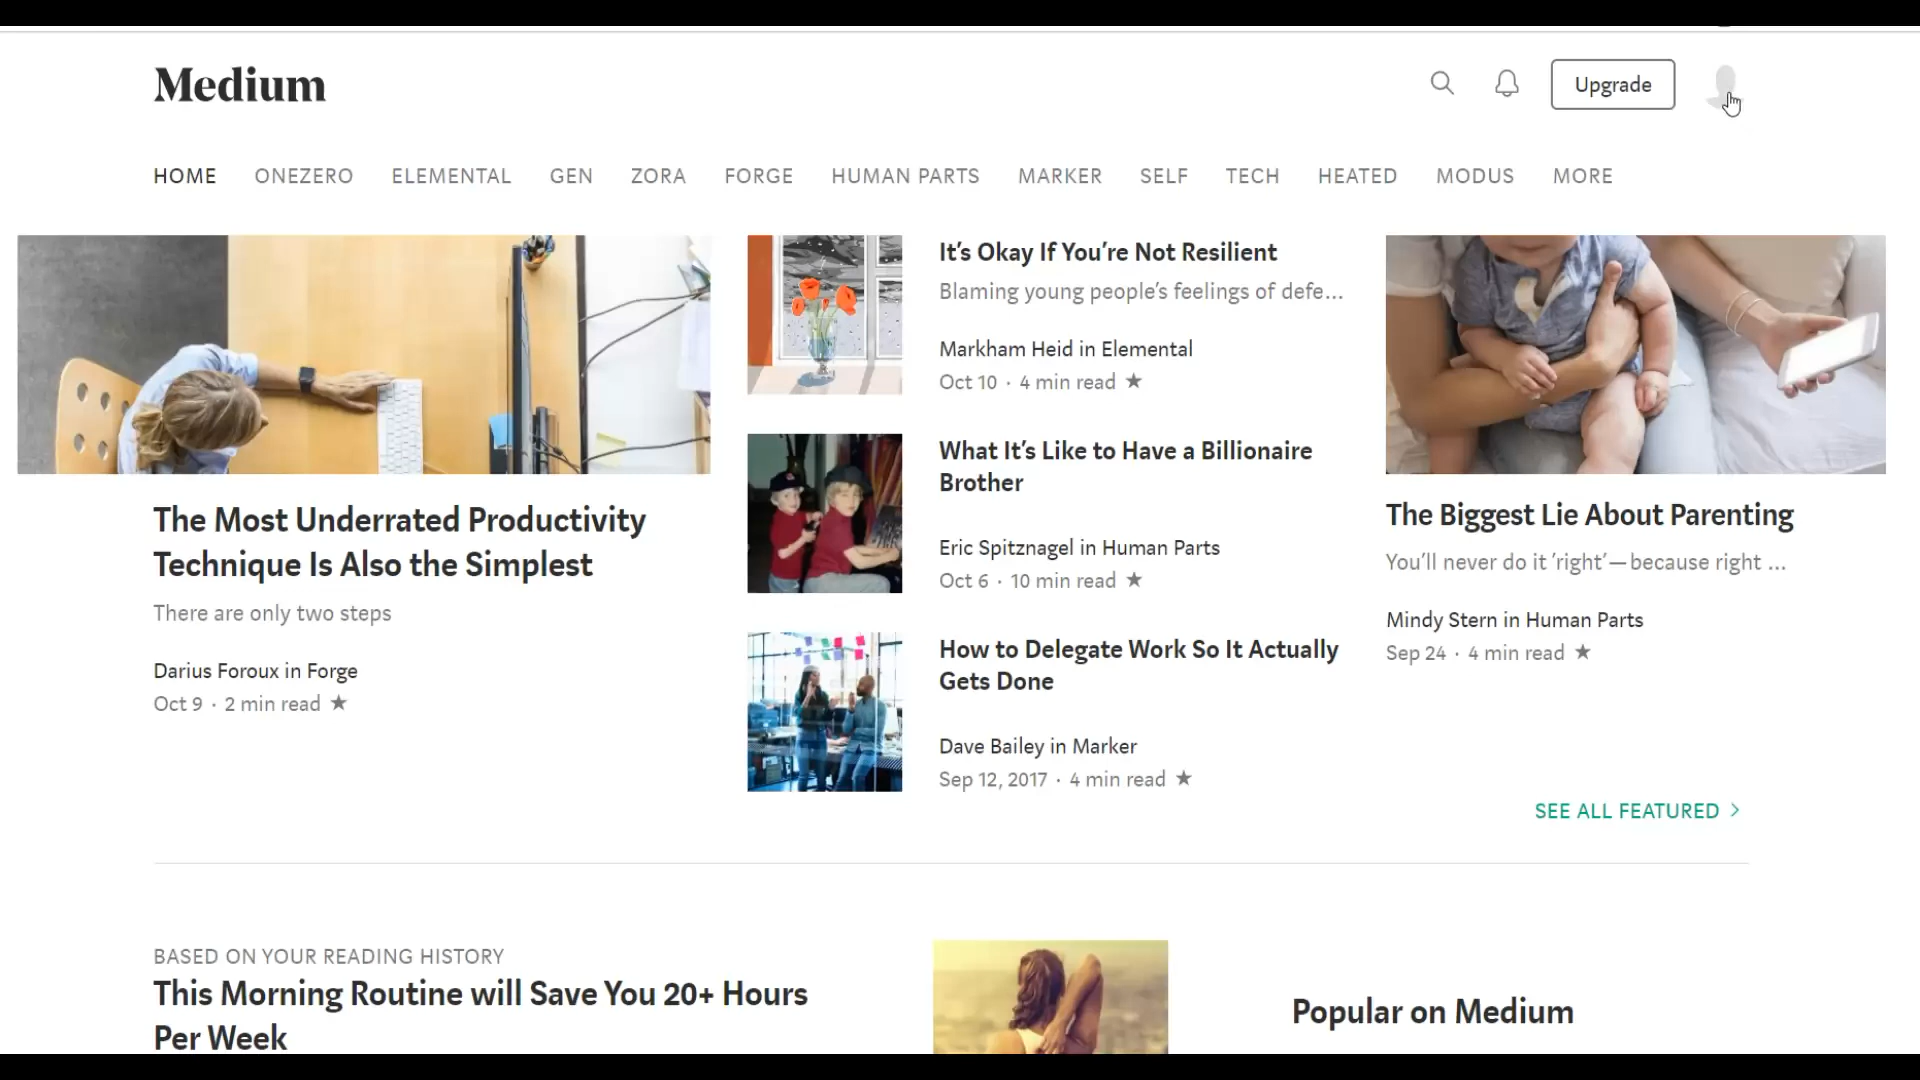 Medium
Upgrade
HOME ONEZERO ELEMENTAL GEN ZORA FORGE HUMAN PARTS MARKER SELF TECH HEATED MODUS MORE
The Most Underrated Productivity
Technique Is Also the Simplest
There are only two steps
Darius Foroux in Forge
Oct 9 · 2 min read ★
It’s Okay If You’re Not Resilient
Blaming young people’s feelings of defe...
Markham Heid in Elemental
Oct 10 · 4 min read ★
What It’s Like to Have a Billionaire
Brother
Eric Spitznagel in Human Parts
Oct 6 · 10 min read ★
How to Delegate Work So It Actually
Gets Done
Dave Bailey in Marker
Sep 12, 2017 · 4 min read ★
The Biggest Lie About Parenting
You’ll never do it ‘right’ — because right ...
Mindy Stern in Human Parts
Sep 24 · 4 min read ★
SEE ALL FEATURED >
BASED ON YOUR READING HISTORY
This Morning Routine will Save You 20+ Hours
Per Week
Popular on Medium